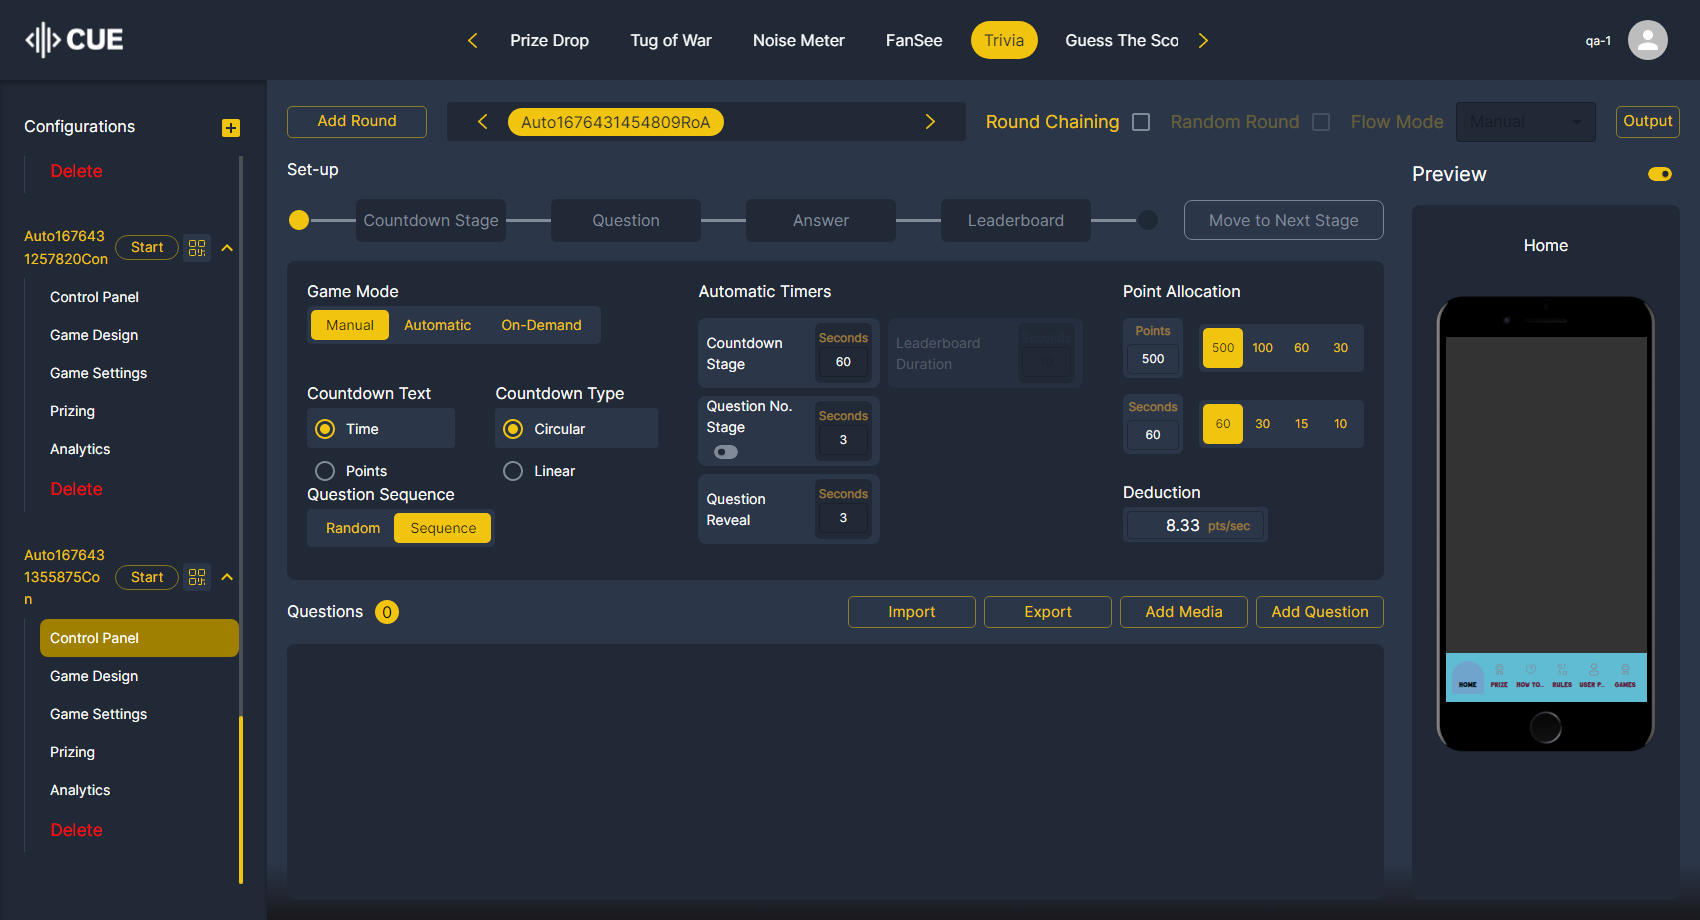 CUE
Prize Drop
Tug of War
Noise Meter
FanSee
Trivia
Guess The Sco
qa-1
Configurations
Delete
Auto167643
1257820Con
Start
Control Panel
Game Design
Game Settings
Prizing
Analytics
Delete
Auto167643
1355875Co
n
Start
Control Panel
Game Design
Game Settings
Prizing
Analytics
Delete
Add Round
Auto1676431454809RoA
Round Chaining
Random Round
Flow Mode
Manual
Output
Set-up
Countdown Stage
Question
Answer
Leaderboard
Move to Next Stage
Game Mode
Manual
Automatic
On-Demand
Countdown Text
Time
Points
Countdown Type
Circular
Linear
Question Sequence
Random
Sequence
Automatic Timers
Countdown
Stage
Seconds
60
Leaderboard
Duration
Seconds
Question No.
Stage
Seconds
3
Question
Reveal
Seconds
3
Point Allocation
Points
500
500
100
60
30
Seconds
60
60
30
15
10
Deduction
8.33 pts/sec
Questions 0
Import
Export
Add Media
Add Question
Preview
Home
HOME
PRIZE
HOW TO..
RULES
USER P..
GAMES